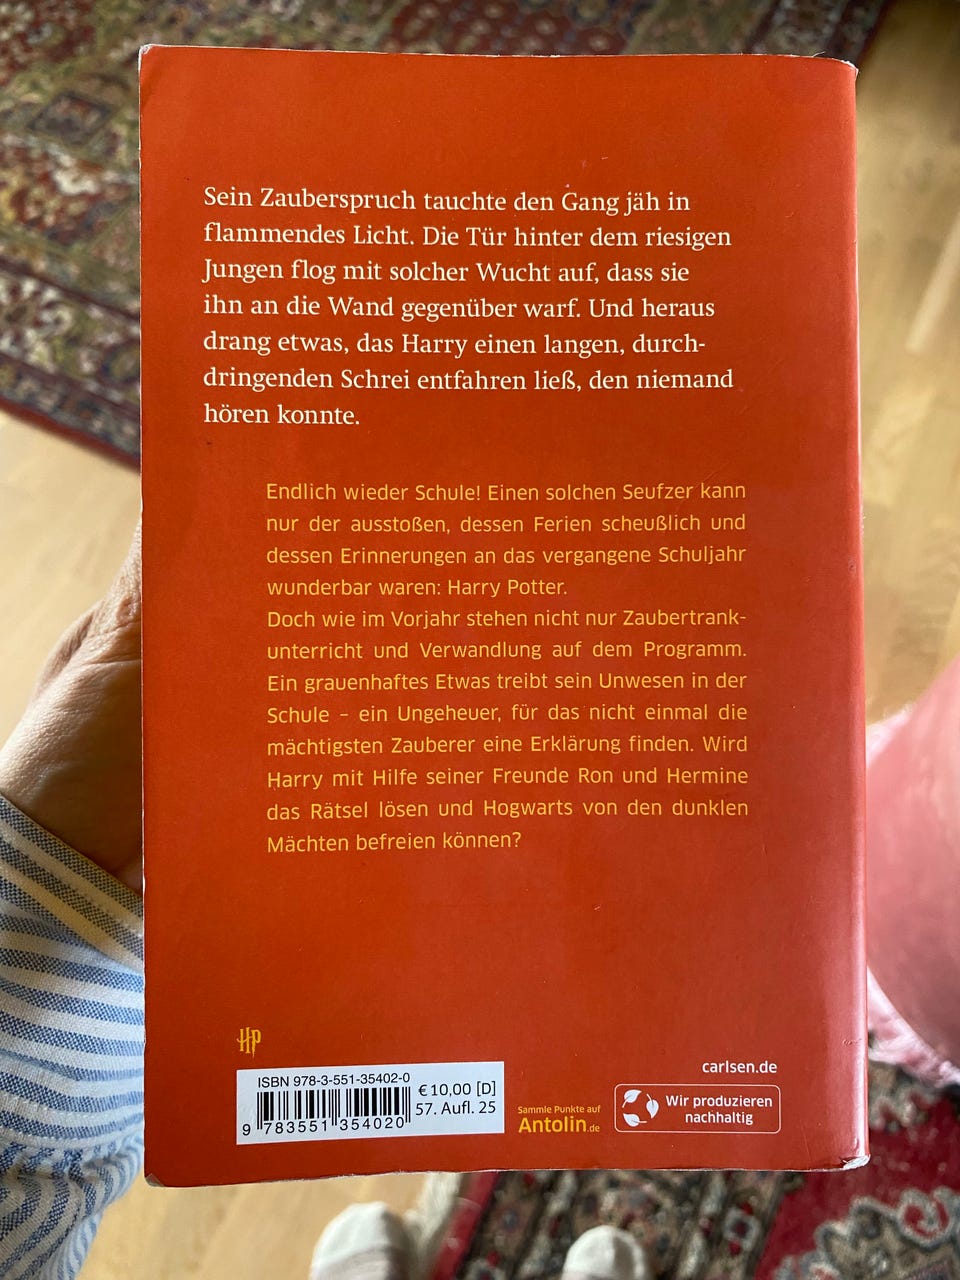 Sein Zauberspruch tauchte den Gang jäh in
flammendes Licht. Die Tür hinter dem riesigen
Jungen flog mit solcher Wucht auf, dass sie
ihn an die Wand gegenüber warf. Und heraus
drang etwas, das Harry einen langen, durch-
dringenden Schrei entfahren ließ, den niemand
hören konnte.
Endlich wieder Schule! Einen solchen Seufzer kann
nur der ausstoßen, dessen Ferien scheußlich und
dessen Erinnerungen an das vergangene Schuljahr
wunderbar waren: Harry Potter.
Doch wie im Vorjahr stehen nicht nur Zaubertrank-
unterricht und Verwandlung auf dem Programm.
Ein grauenhaftes Etwas treibt sein Unwesen in der
Schule – ein Ungeheuer, für das nicht einmal die
mächtigsten Zauberer eine Erklärung finden. Wird
Harry mit Hilfe seiner Freunde Ron und Hermine
das Rätsel lösen und Hogwarts von den dunklen
Mächten befreien können?
HP
ISBN 978-3-551-35402-0
€ 10,00 [D]
57. Aufl. 25
9 783551 354020
Sammle Punkte auf
Antolin.de
carlsen.de
Wir produzieren
nachhaltig